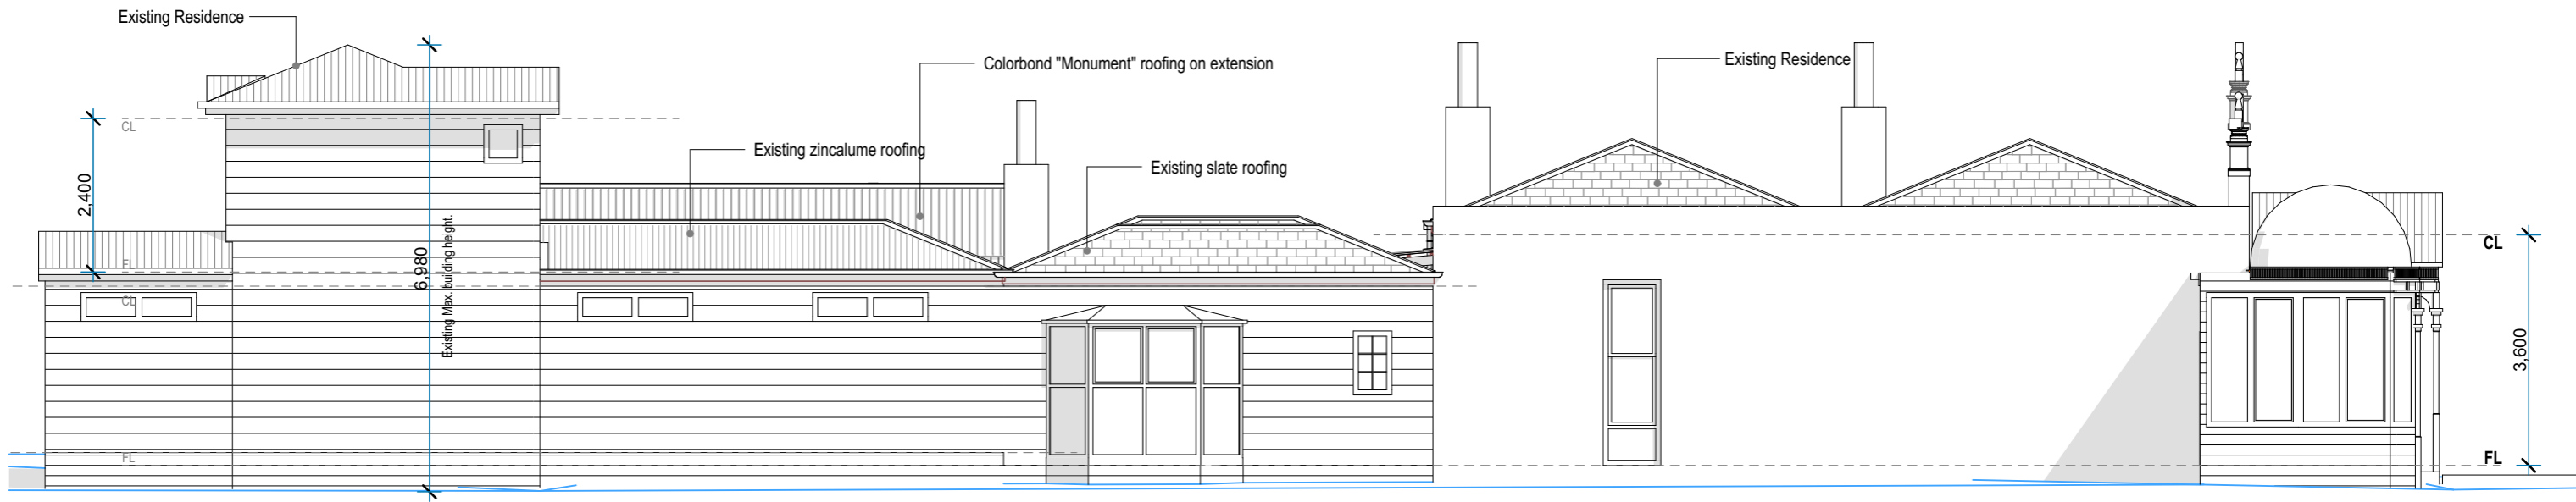 Existing Residence
Colorbond "Monument" roofing on extension
Existing Residence
CL
Existing zincalume roofing
Existing slate roofing
2,400
6,980
Existing Max. building height.
CL
FL
CL
3,600
FL
FL